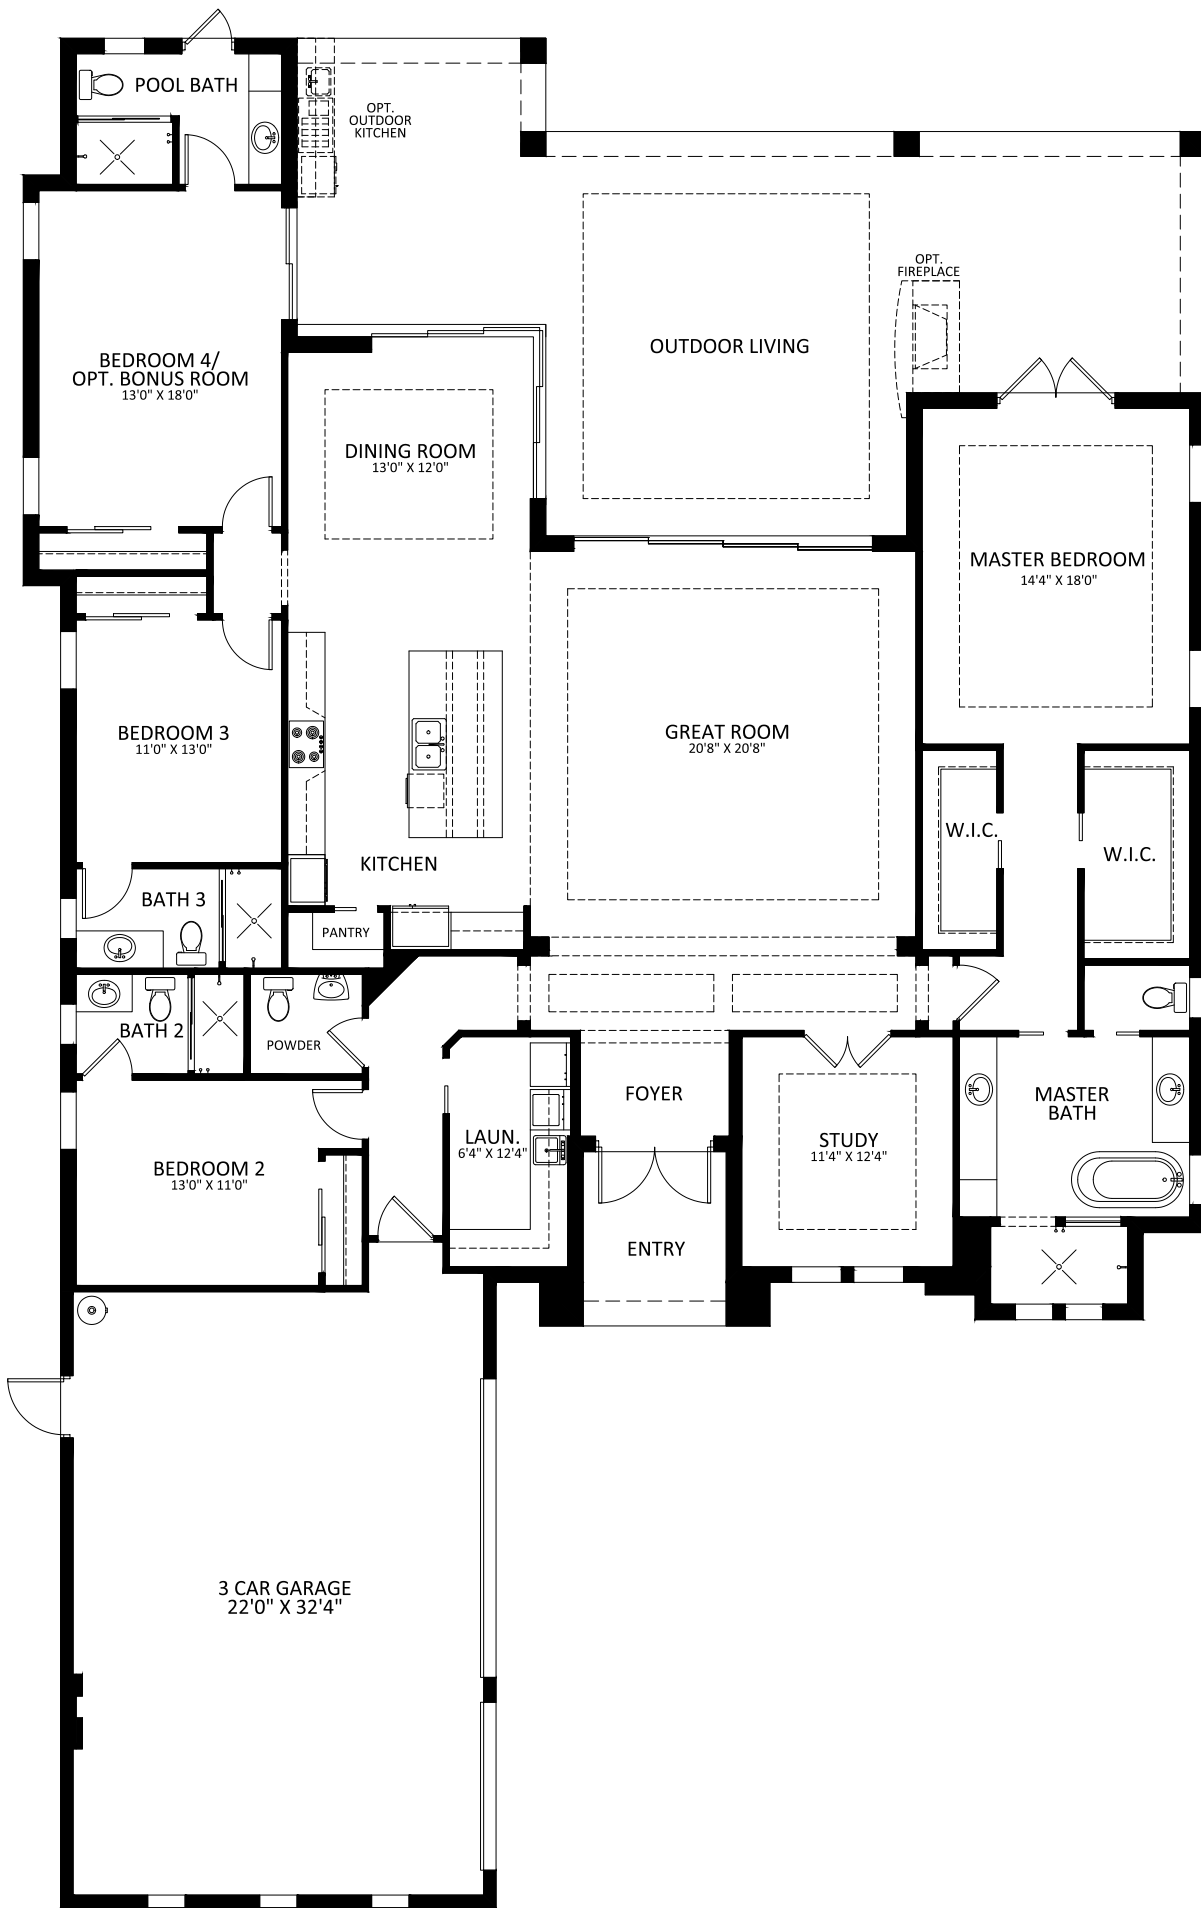 POOL BATH
OPT.
OUTDOOR
KITCHEN
OPT.
FIREPLACE
OUTDOOR LIVING
BEDROOM 4/
OPT. BONUS ROOM
13'0" X 18'0"
DINING ROOM
13'0" X 12'0"
MASTER BEDROOM
14'4" X 18'0"
BEDROOM 3
11'0" X 13'0"
GREAT ROOM
20'8" X 20'8"
W.I.C.
W.I.C.
KITCHEN
BATH 3
PANTRY
BATH 2
POWDER
FOYER
MASTER
BATH
LAUN.
6'4" X 12'4"
STUDY
11'4" X 12'4"
BEDROOM 2
13'0" X 11'0"
ENTRY
3 CAR GARAGE
22'0" X 32'4"